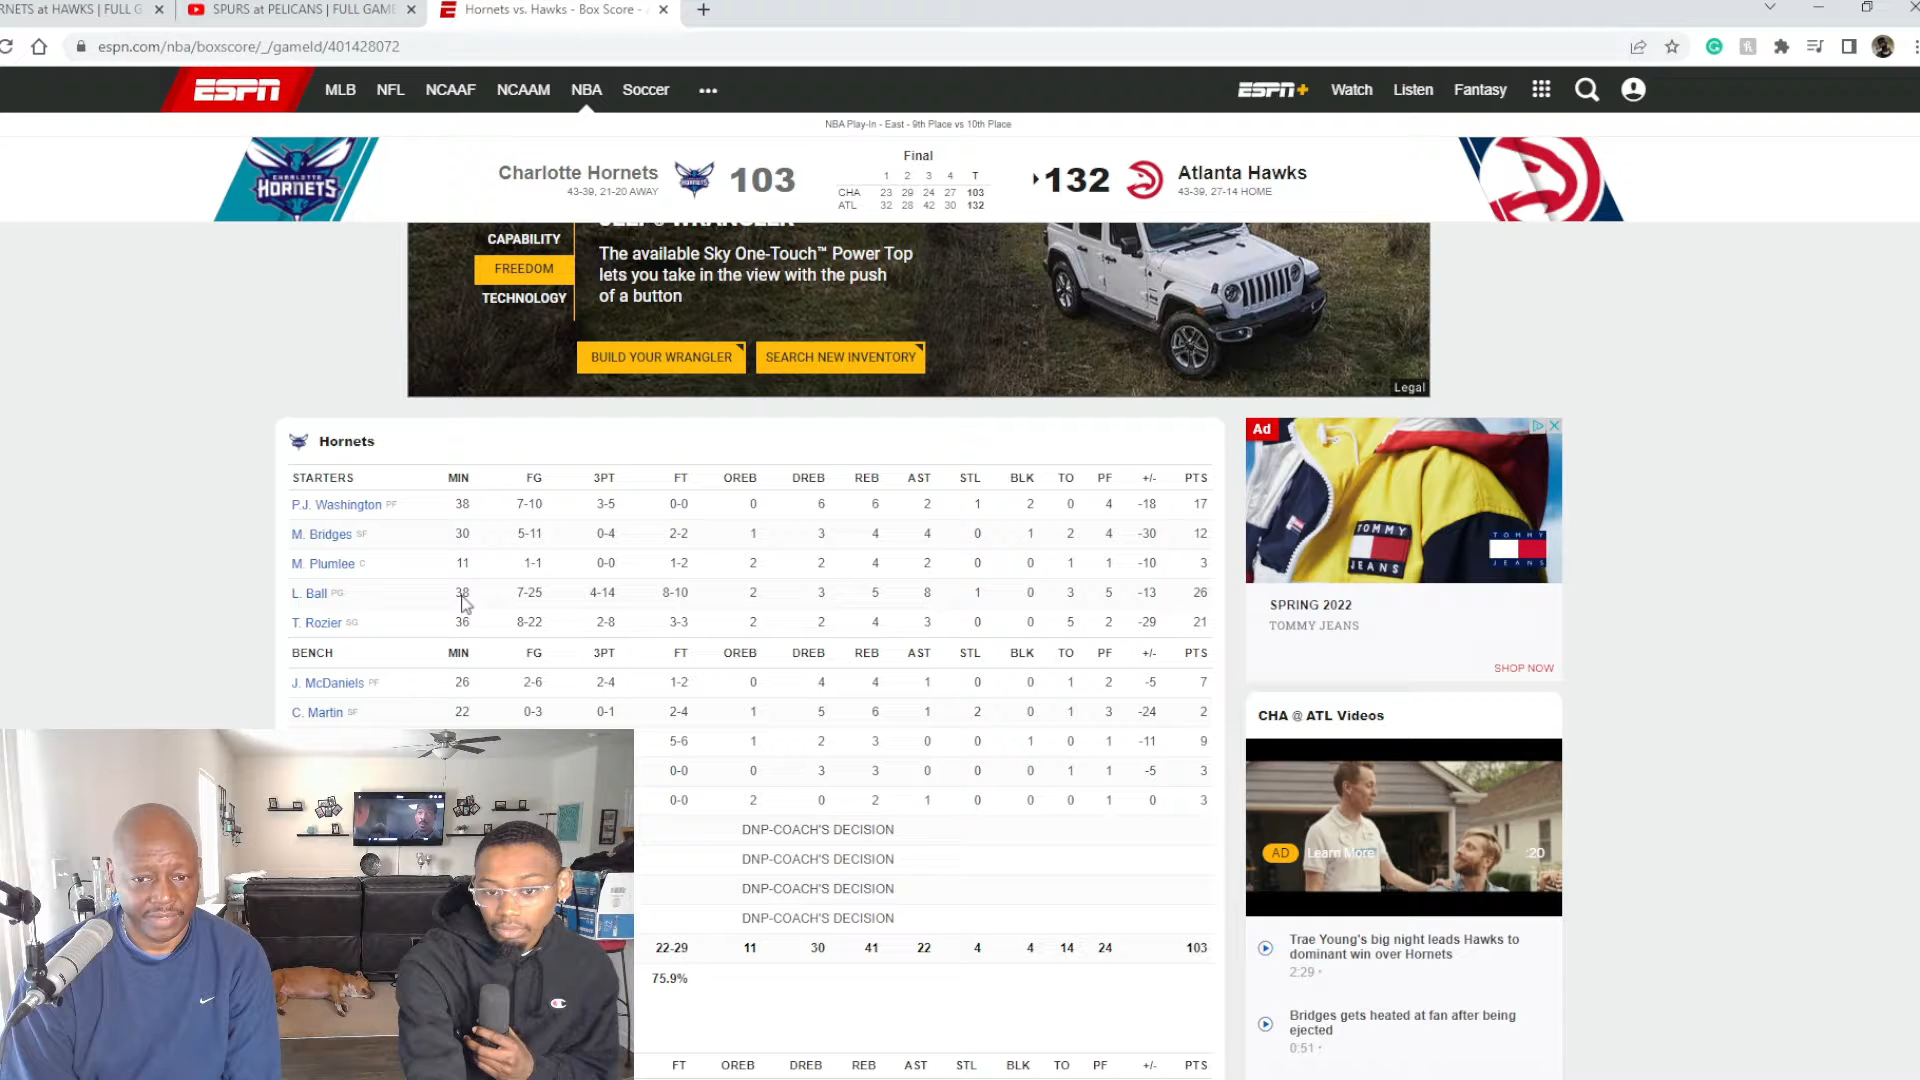 RNETS at HAWKS | FULL G
SPURS at PELICANS | FULL GAME
Hornets vs. Hawks - Box Score -
espn.com/nba/boxscore/_/gameId/401428072
ESPN MLB NFL NCAAF NCAAM NBA Soccer ••• ESPN+ Watch Listen Fantasy
NBA Play-In - East - 9th Place vs 10th Place
CHARLOTTE HORNETS
Charlotte Hornets
43-39, 21-20 AWAY
103
Final
1 2 3 4 T
CHA 23 29 24 27 103
ATL 32 28 42 30 132
132
Atlanta Hawks
43-39, 27-14 HOME
CAPABILITY
FREEDOM
TECHNOLOGY
The available Sky One-Touch™ Power Top
lets you take in the view with the push
of a button
BUILD YOUR WRANGLER
SEARCH NEW INVENTORY
Legal
Hornets
STARTERS MIN FG 3PT FT OREB DREB REB AST STL BLK TO PF +/- PTS
P.J. Washington PF 38 7-10 3-5 0-0 0 6 6 2 1 2 0 4 -18 17
M. Bridges SF 30 5-11 0-4 2-2 1 3 4 4 0 1 2 4 -30 12
M. Plumlee C 11 1-1 0-0 1-2 2 2 4 2 0 0 1 1 -10 3
L. Ball PG 38 7-25 4-14 8-10 2 3 5 8 1 0 3 5 -13 26
T. Rozier SG 36 8-22 2-8 3-3 2 2 4 3 0 0 5 2 -29 21
BENCH MIN FG 3PT FT OREB DREB REB AST STL BLK TO PF +/- PTS
J. McDaniels PF 26 2-6 2-4 1-2 0 4 4 1 0 0 1 2 -5 7
C. Martin SF 22 0-3 0-1 2-4 1 5 6 1 2 0 1 3 -24 2
5-6 1 2 3 0 0 1 0 1 -11 9
0-0 0 3 3 0 0 0 1 1 -5 3
0-0 2 0 2 1 0 0 0 1 0 3
DNP-COACH'S DECISION
DNP-COACH'S DECISION
DNP-COACH'S DECISION
DNP-COACH'S DECISION
22-29 11 30 41 22 4 4 14 24 103
75.9%
FT OREB DREB REB AST STL BLK TO PF +/- PTS
Ad
TOMMY
JEANS
TOMMY
JEANS
SPRING 2022
TOMMY JEANS
SHOP NOW
CHA @ ATL Videos
AD Learn More :20
Trae Young's big night leads Hawks to
dominant win over Hornets
2:29 •
Bridges gets heated at fan after being
ejected
0:51 •